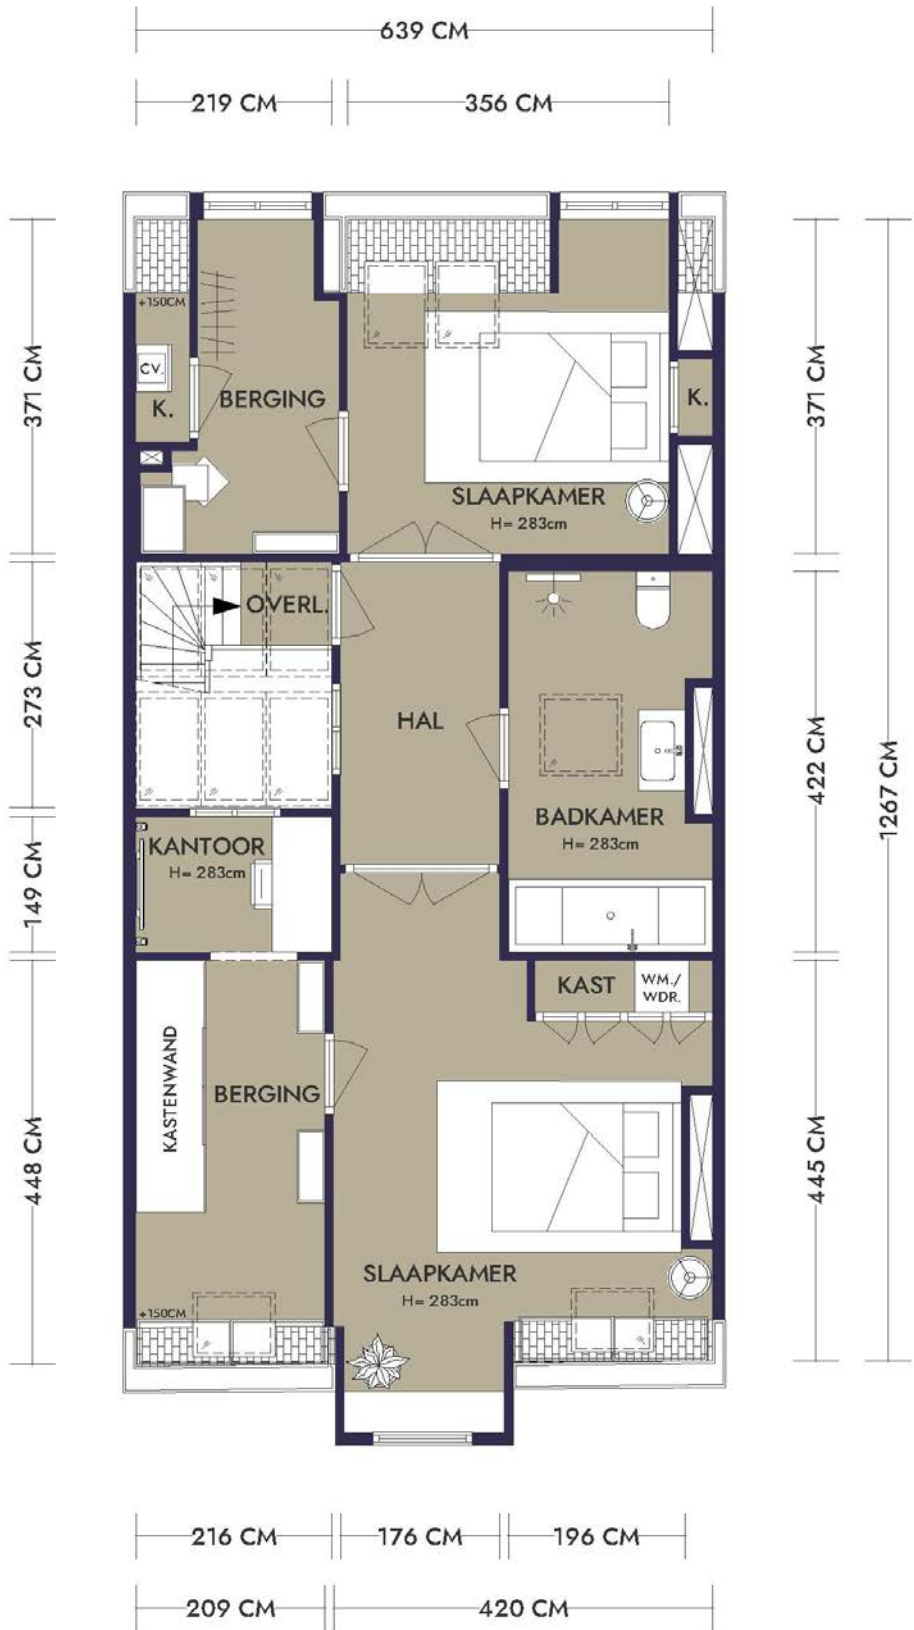 639 CM
219 CM
356 CM
371 CM
371 CM
+150CM
CV.
K.
BERGING
K.
SLAAPKAMER
H= 283cm
OVERL.
273 CM
HAL
422 CM
1267 CM
BADKAMER
H= 283cm
149 CM
KANTOOR
H= 283cm
KAST
WM./
WDR.
KASTENWAND
BERGING
448 CM
445 CM
SLAAPKAMER
H= 283cm
+150CM
216 CM
176 CM
196 CM
209 CM
420 CM